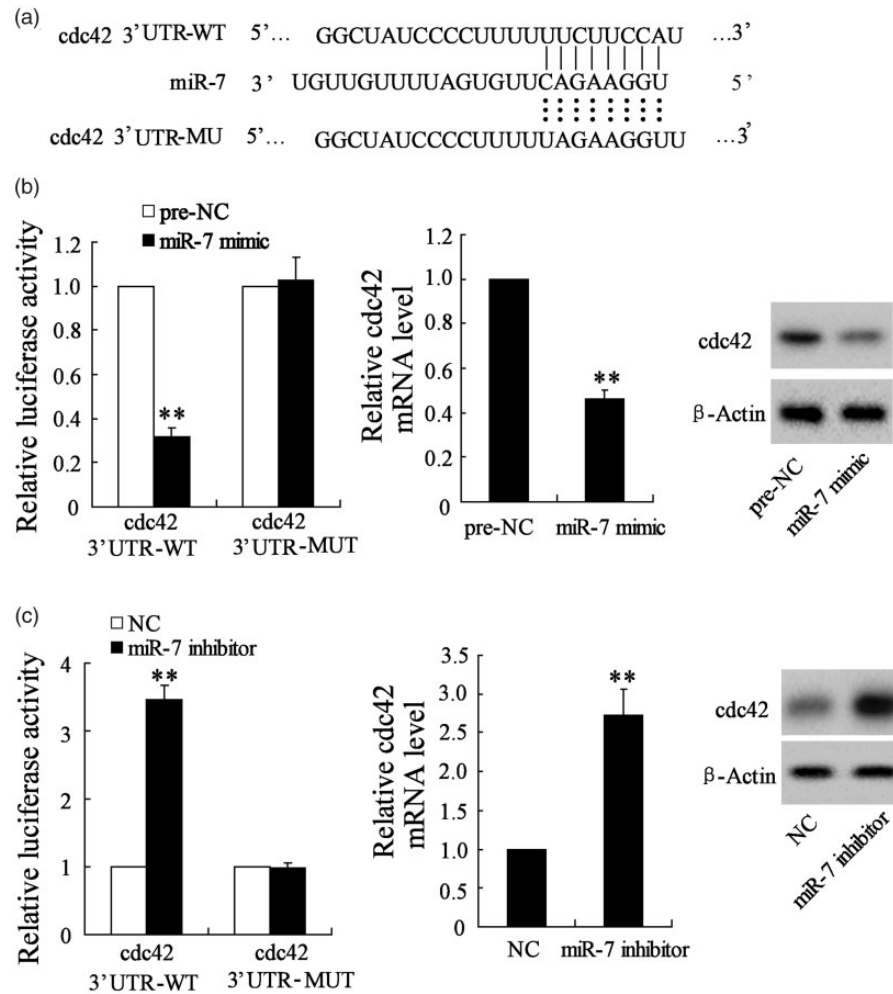 (a)
cdc42 3’UTR-WT 5’... GGCUAUCCCCUUUUUUCUUCCAU ...3’
miR-7 3’ UGUUGUUUUAGUGUUCAGAAGGU 5’
cdc42 3’UTR-MU 5’... GGCUAUCCCCUUUUUUAGAAGGUU ...3’
(b)
pre-NC
miR-7 mimic
Relative luciferase activity
1.2
1.0
0.8
0.6
0.4
0.2
0
**
cdc42
3’UTR-WT
cdc42
3’UTR-MUT
Relative cdc42
mRNA level
1.2
1.0
0.8
0.6
0.4
0.2
0
**
pre-NC
miR-7 mimic
cdc42
β-Actin
pre-NC
miR-7 mimic
(c)
NC
miR-7 inhibitor
Relative luciferase activity
4
3
2
1
0
**
cdc42
3’UTR-WT
cdc42
3’UTR-MUT
Relative cdc42
mRNA level
3.5
3.0
2.5
2.0
1.5
1.0
0.5
0
**
NC
miR-7 inhibitor
cdc42
β-Actin
NC
miR-7 inhibitor